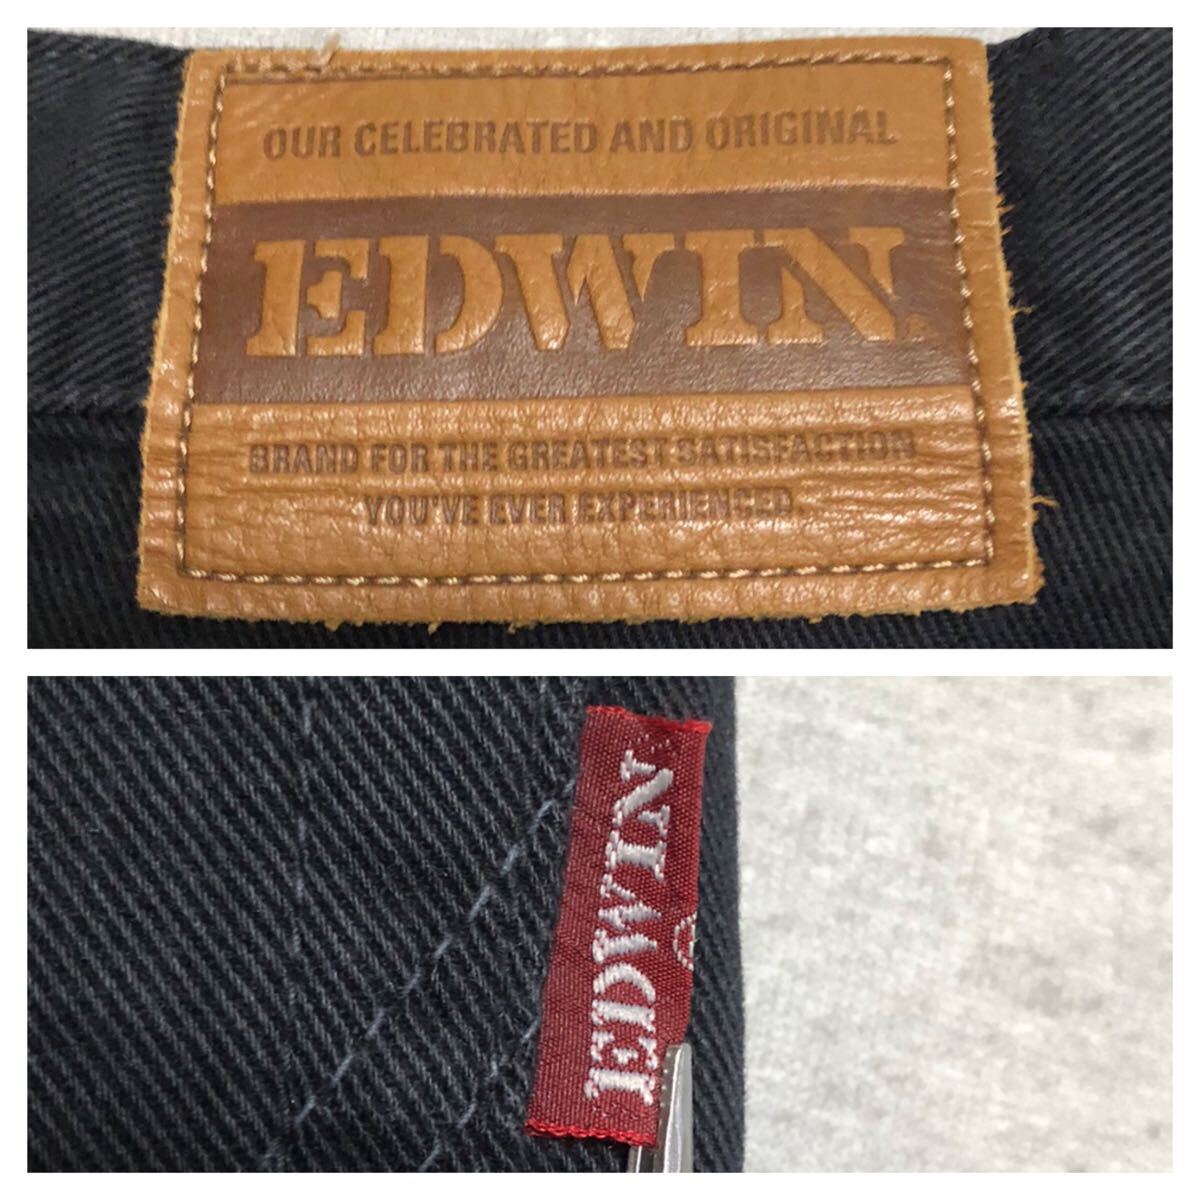 OUR CELEBRATED AND ORIGINAL
EDWIN.
BRAND FOR THE GREATEST SATISFACTION
YOU'VE EVER EXPERIENCED.
EDWIN